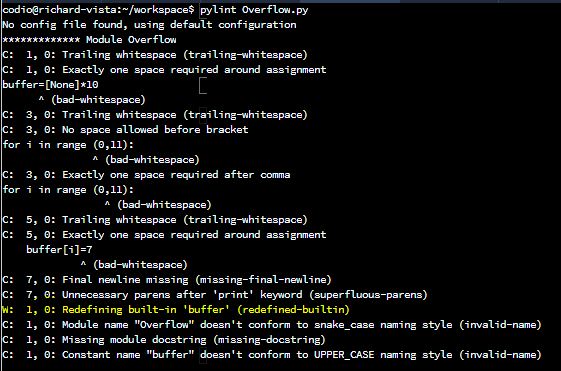 codio@richard-vista:~/workspace$ pylint Overflow.py
No config file found, using default configuration
************* Module Overflow
C:  1, 0: Trailing whitespace (trailing-whitespace)
C:  1, 0: Exactly one space required around assignment
buffer=[None]*10
      ^ (bad-whitespace)
C:  3, 0: Trailing whitespace (trailing-whitespace)
C:  3, 0: No space allowed before bracket
for i in range (0,11):
               ^ (bad-whitespace)
C:  3, 0: Exactly one space required after comma
for i in range (0,11):
                 ^ (bad-whitespace)
C:  5, 0: Trailing whitespace (trailing-whitespace)
C:  5, 0: Exactly one space required around assignment
    buffer[i]=7
             ^ (bad-whitespace)
C:  7, 0: Final newline missing (missing-final-newline)
C:  7, 0: Unnecessary parens after 'print' keyword (superfluous-parens)
W:  1, 0: Redefining built-in 'buffer' (redefined-builtin)
C:  1, 0: Module name "Overflow" doesn't conform to snake_case naming style (invalid-name)
C:  1, 0: Missing module docstring (missing-docstring)
C:  1, 0: Constant name "buffer" doesn't conform to UPPER_CASE naming style (invalid-name)